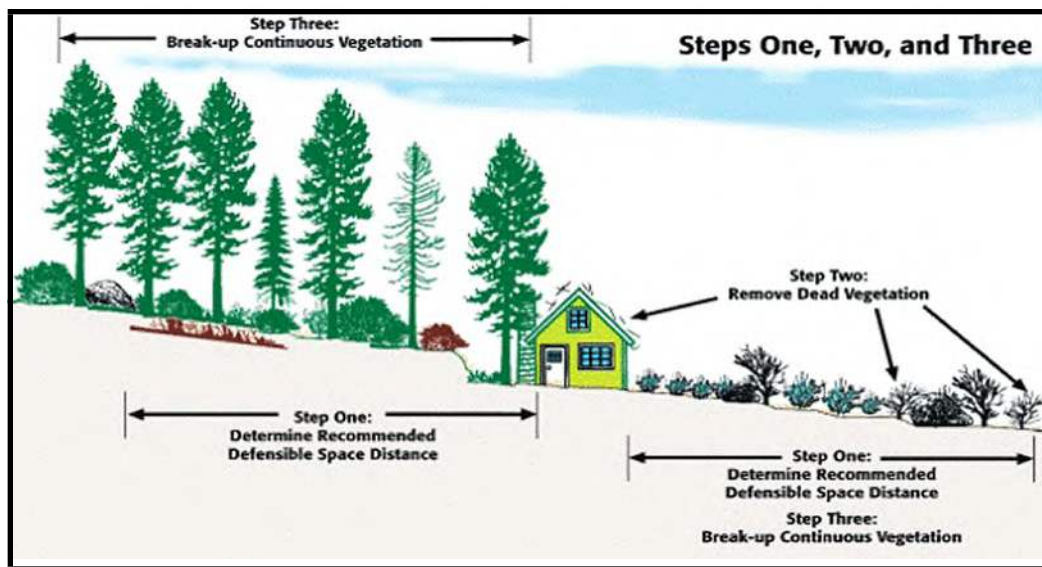 Step Three:
Break-up Continuous Vegetation
Steps One, Two, and Three
Step Two:
Remove Dead Vegetation
Step One:
Determine Recommended
Defensible Space Distance
Step One:
Determine Recommended
Defensible Space Distance
Step Three:
Break-up Continuous Vegetation